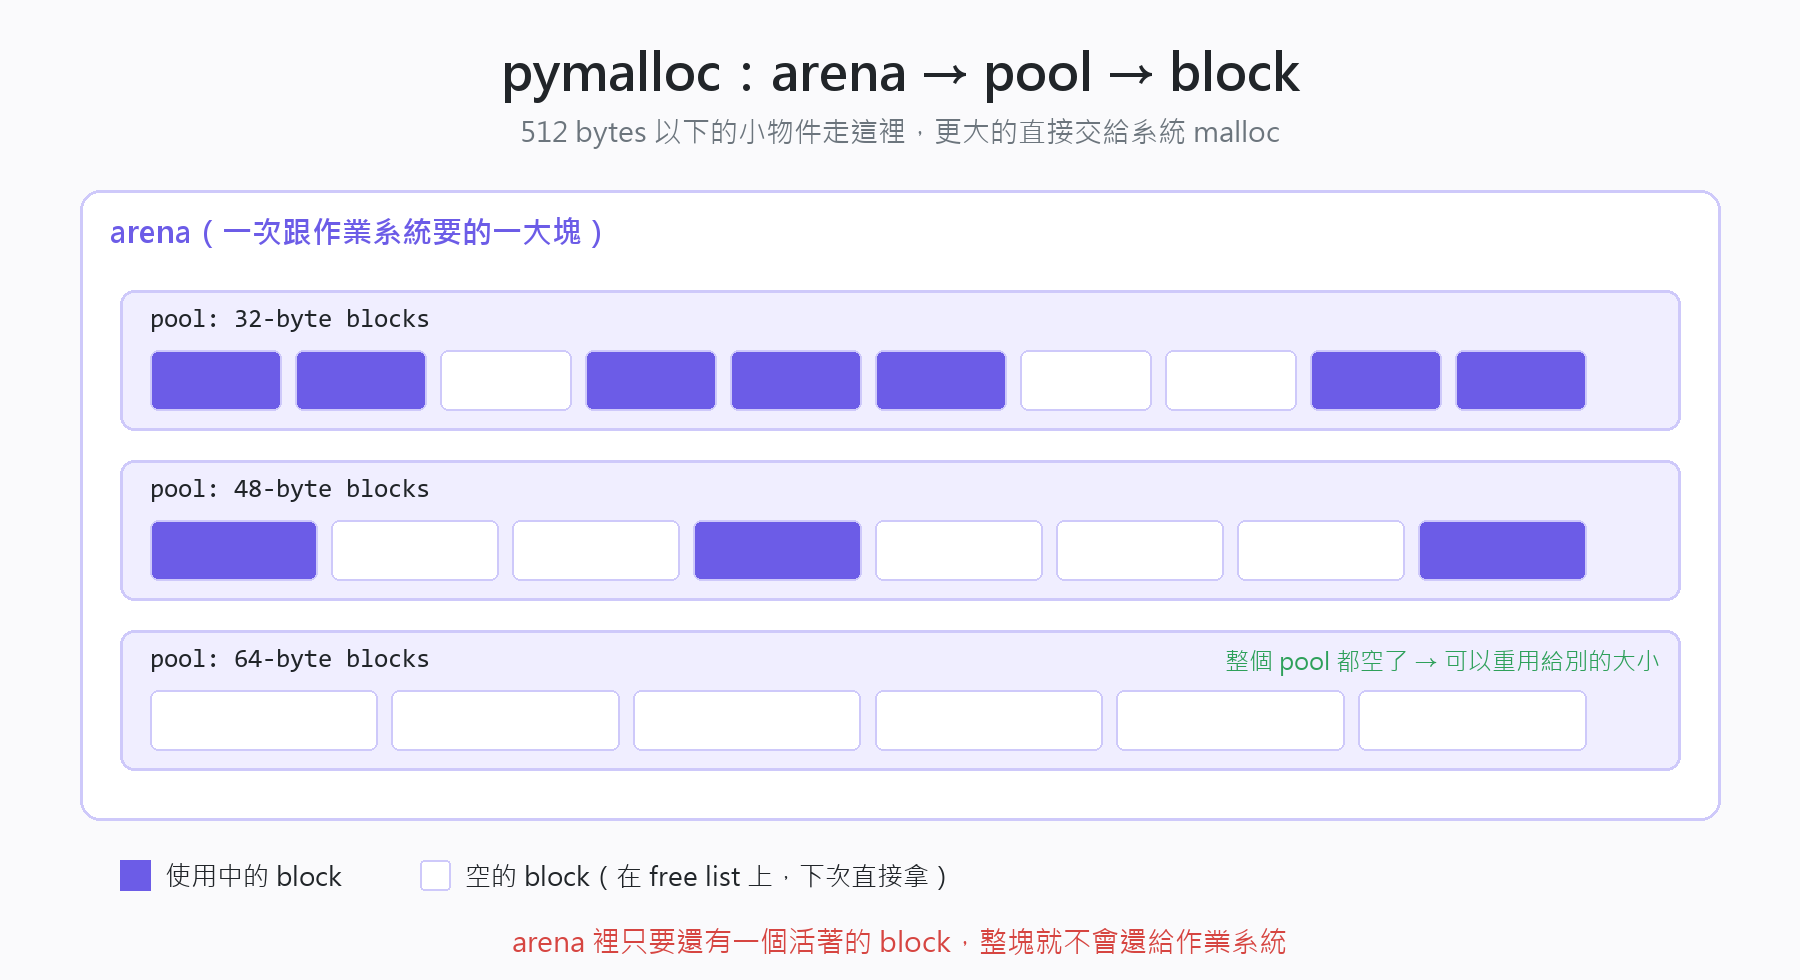 pymalloc：arena → pool → block
512 bytes 以下的小物件走這裡，更大的直接交給系統 malloc
arena（一次跟作業系統要的一大塊）
pool: 32-byte blocks
pool: 48-byte blocks
pool: 64-byte blocks
整個 pool 都空了 → 可以重用給別的大小
使用中的 block
空的 block（在 free list 上，下次直接拿）
arena 裡只要還有一個活著的 block，整塊就不會還給作業系統